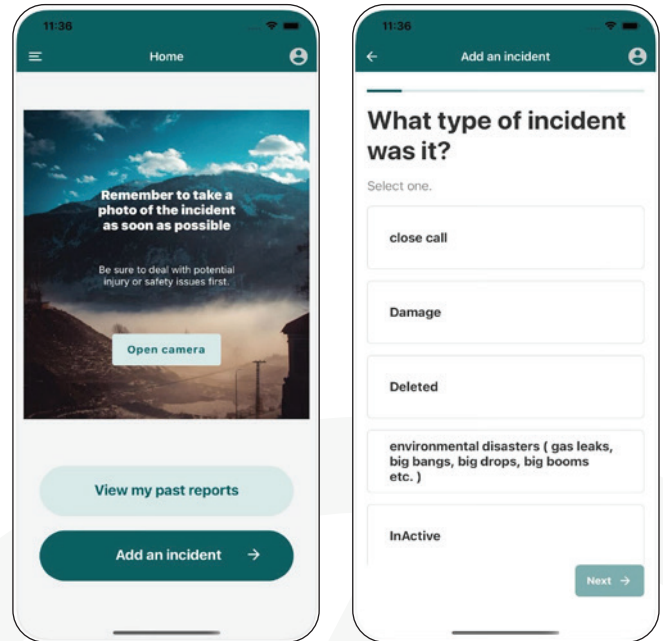 11:36
Home
Remember to take a
photo of the incident
as soon as possible
Be sure to deal with potential
injury or safety issues first.
Open camera
View my past reports
Add an incident
11:36
Add an incident
What type of incident
was it?
Select one.
close call
Damage
Deleted
environmental disasters ( gas leaks,
big bangs, big drops, big booms
etc. )
InActive
Next